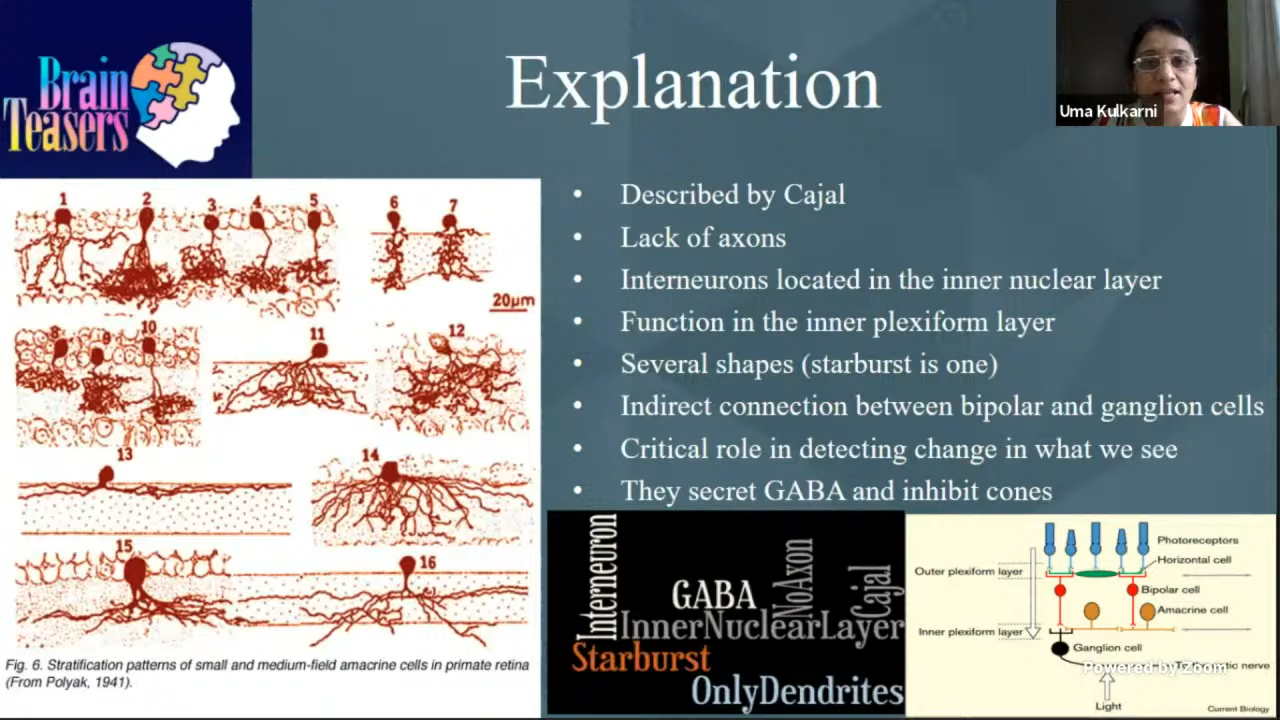 Brain
Teasers
Explanation
Uma Kulkarni
• Described by Cajal
• Lack of axons
• Interneurons located in the inner nuclear layer
• Function in the inner plexiform layer
• Several shapes (starburst is one)
• Indirect connection between bipolar and ganglion cells
• Critical role in detecting change in what we see
• They secret GABA and inhibit cones
1 2 3 4 5 6 7
20µm
8 9 10 11 12
13 14
15 16
Fig. 6. Stratification patterns of small and medium-field amacrine cells in primate retina
(From Polyak, 1941).
Interneuron
GABA
NoAxon
Cajal
InnerNuclearLayer
Starburst
OnlyDendrites
Photoreceptors
Horizontal cell
Outer plexiform layer
Bipolar cell
Amacrine cell
Inner plexiform layer
Ganglion cell
nerve
Powered by Zoom
Light
Current Biology